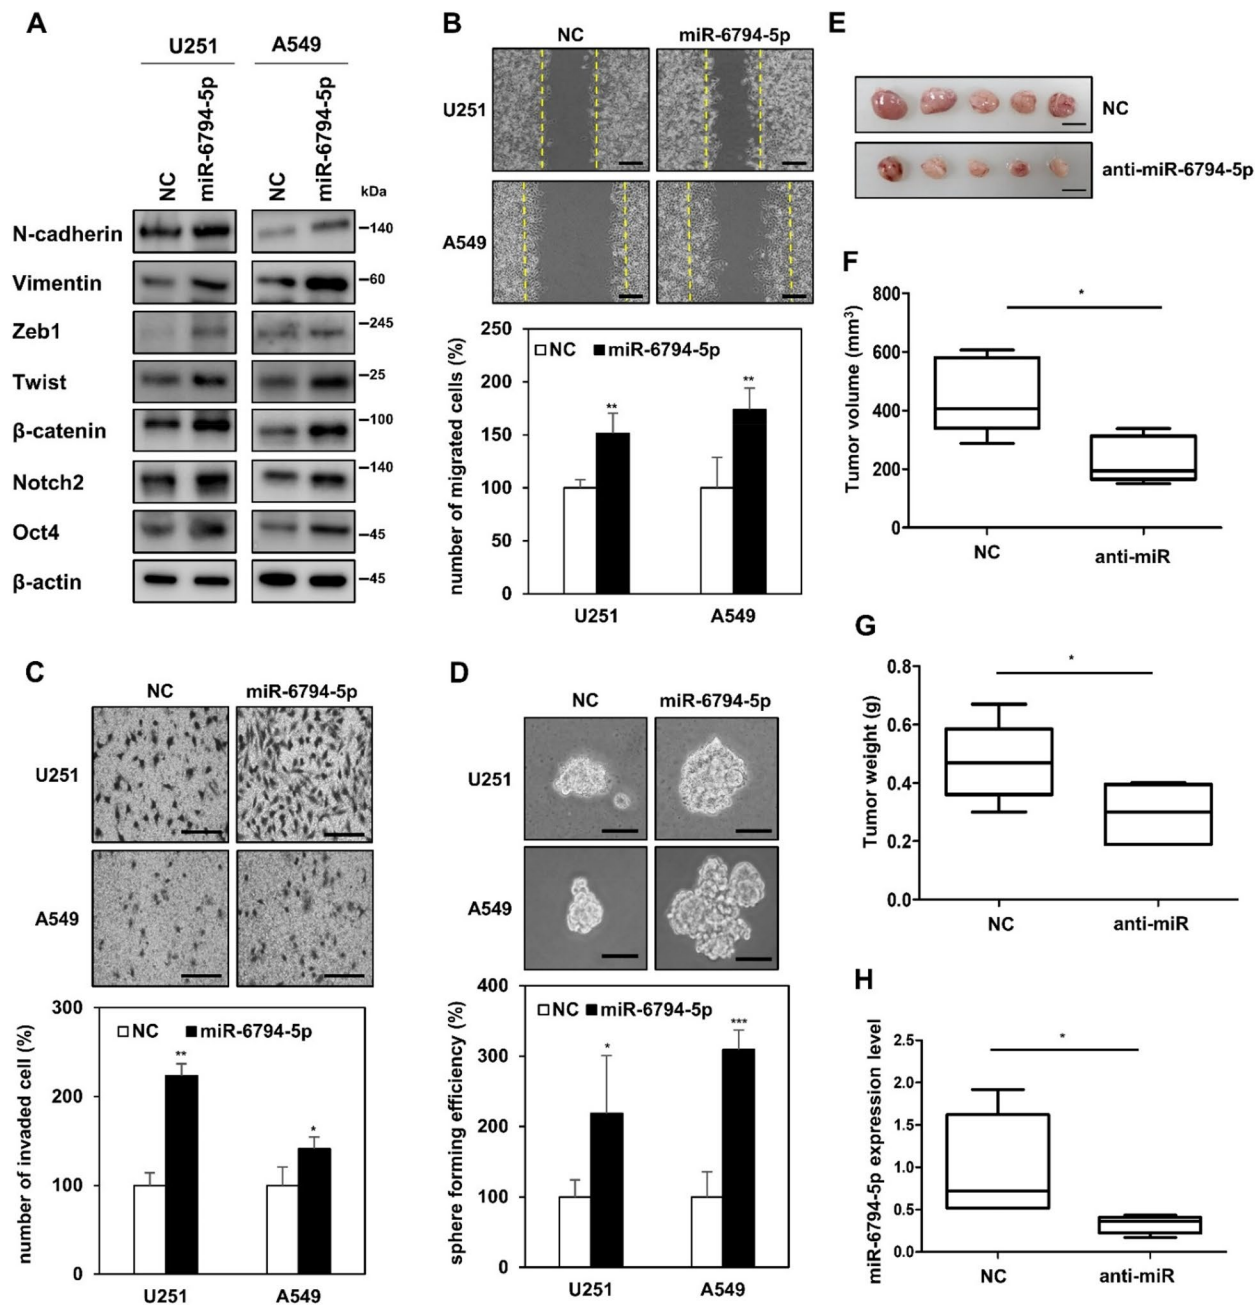 A
U251 A549
NC
miR-6794-5p
NC
miR-6794-5p
kDa
N-cadherin
–140
Vimentin
–60
Zeb1
–245
Twist
–25
β-catenin
–100
Notch2
–140
Oct4
–45
β-actin
–45
B
NC miR-6794-5p
U251
A549
number of migrated cells (%)
250
200
150
100
50
0
NC miR-6794-5p
** **
U251 A549
C
NC miR-6794-5p
U251
A549
number of invaded cell (%)
300
200
100
0
NC miR-6794-5p
** *
U251 A549
D
NC miR-6794-5p
U251
A549
sphere forming efficiency (%)
400
300
200
100
0
NC miR-6794-5p
* ***
U251 A549
E
NC
anti-miR-6794-5p
F
Tumor volume (mm³)
800
600
400
200
0
*
NC anti-miR
G
Tumor weight (g)
0.8
0.6
0.4
0.2
0.0
*
NC anti-miR
H
miR-6794-5p expression level
2.5
2.0
1.5
1.0
0.5
0.0
*
NC anti-miR